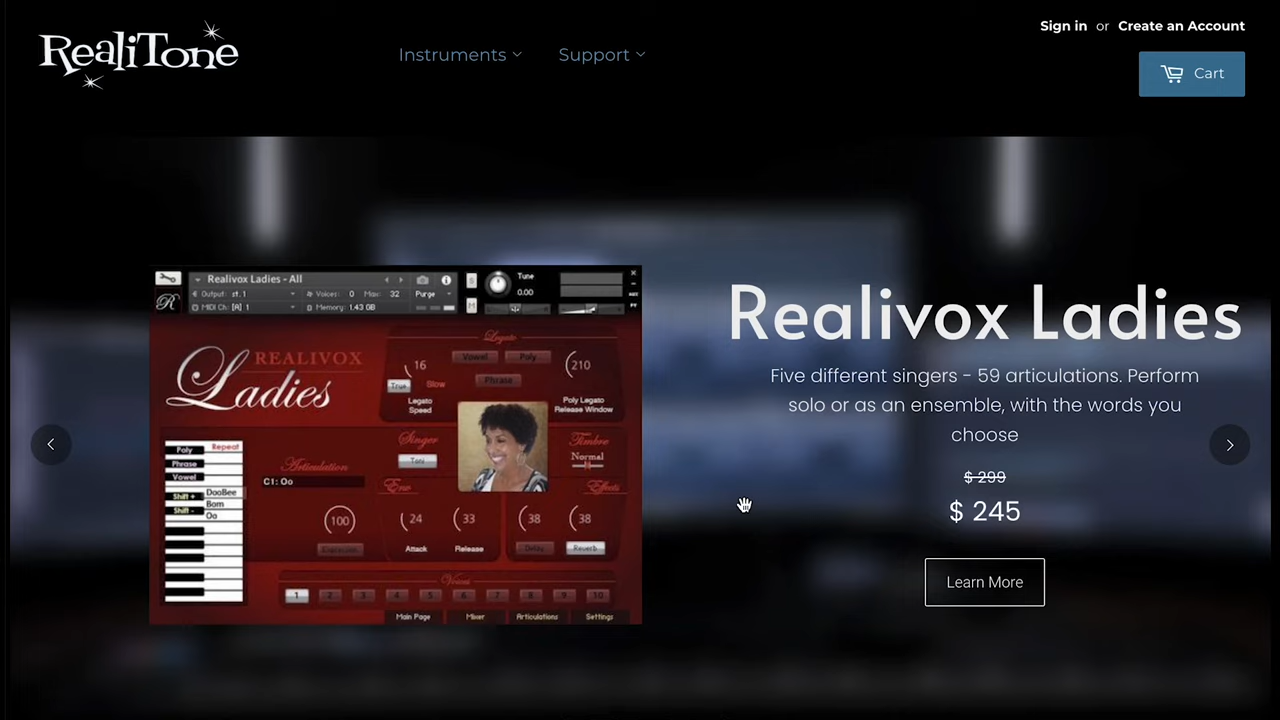 Sign in or Create an Account
RealiTone
Instruments
Support
Cart
Realivox Ladies - All
Output: st.1
Voices: 0 Max: 32
Purge
MIDI Ch: [A] 1
Memory: 1.43 GB
S
M
Tune
0.00
R
REALIVOX
Ladies
Legato
16
Vowel
Poly
210
True
Slow
Phrase
Legato
Speed
Poly Legato
Release Window
Singer
Toni
Timbre
Normal
Poly
Repeat
Phrase
Vowel
Shift +
DooBee
Bom
Shift -
Oo
Articulation
C1: Oo
Env
Effects
100
24
33
38
38
Expression
Attack
Release
Delay
Reverb
Voices
1 2 3 4 5 6 7 8 9 10
Main Page
Mixer
Articulations
Settings
Realivox Ladies
Five different singers - 59 articulations. Perform
solo or as an ensemble, with the words you
choose
$ 299
$ 245
Learn More